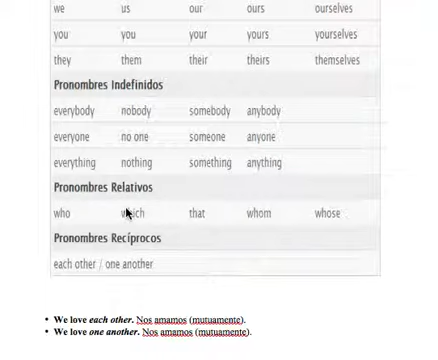 we us our ours ourselves
you you your yours yourselves
they them their theirs themselves
Pronombres Indefinidos
everybody nobody somebody anybody
everyone no one someone anyone
everything nothing something anything
Pronombres Relativos
who which that whom whose
Pronombres Recíprocos
each other / one another
• We love each other. Nos amamos (mutuamente).
• We love one another. Nos amamos (mutuamente).